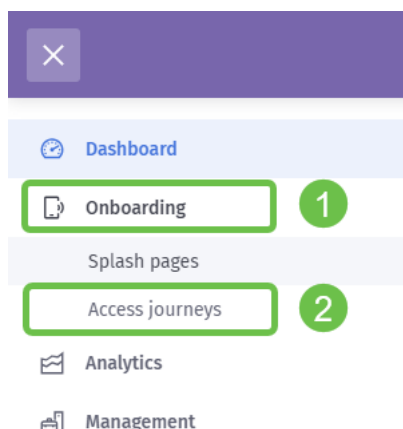 Dashboard
Onboarding 1
Splash pages
Access journeys 2
Analytics
Management